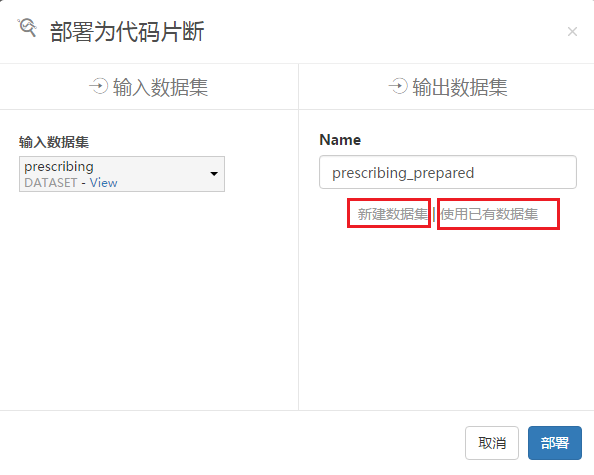 部署为代码片断
×
输入数据集
输出数据集
输入数据集
prescribing
DATASET - View
Name
prescribing_prepared
新建数据集 | 使用已有数据集
取消
部署